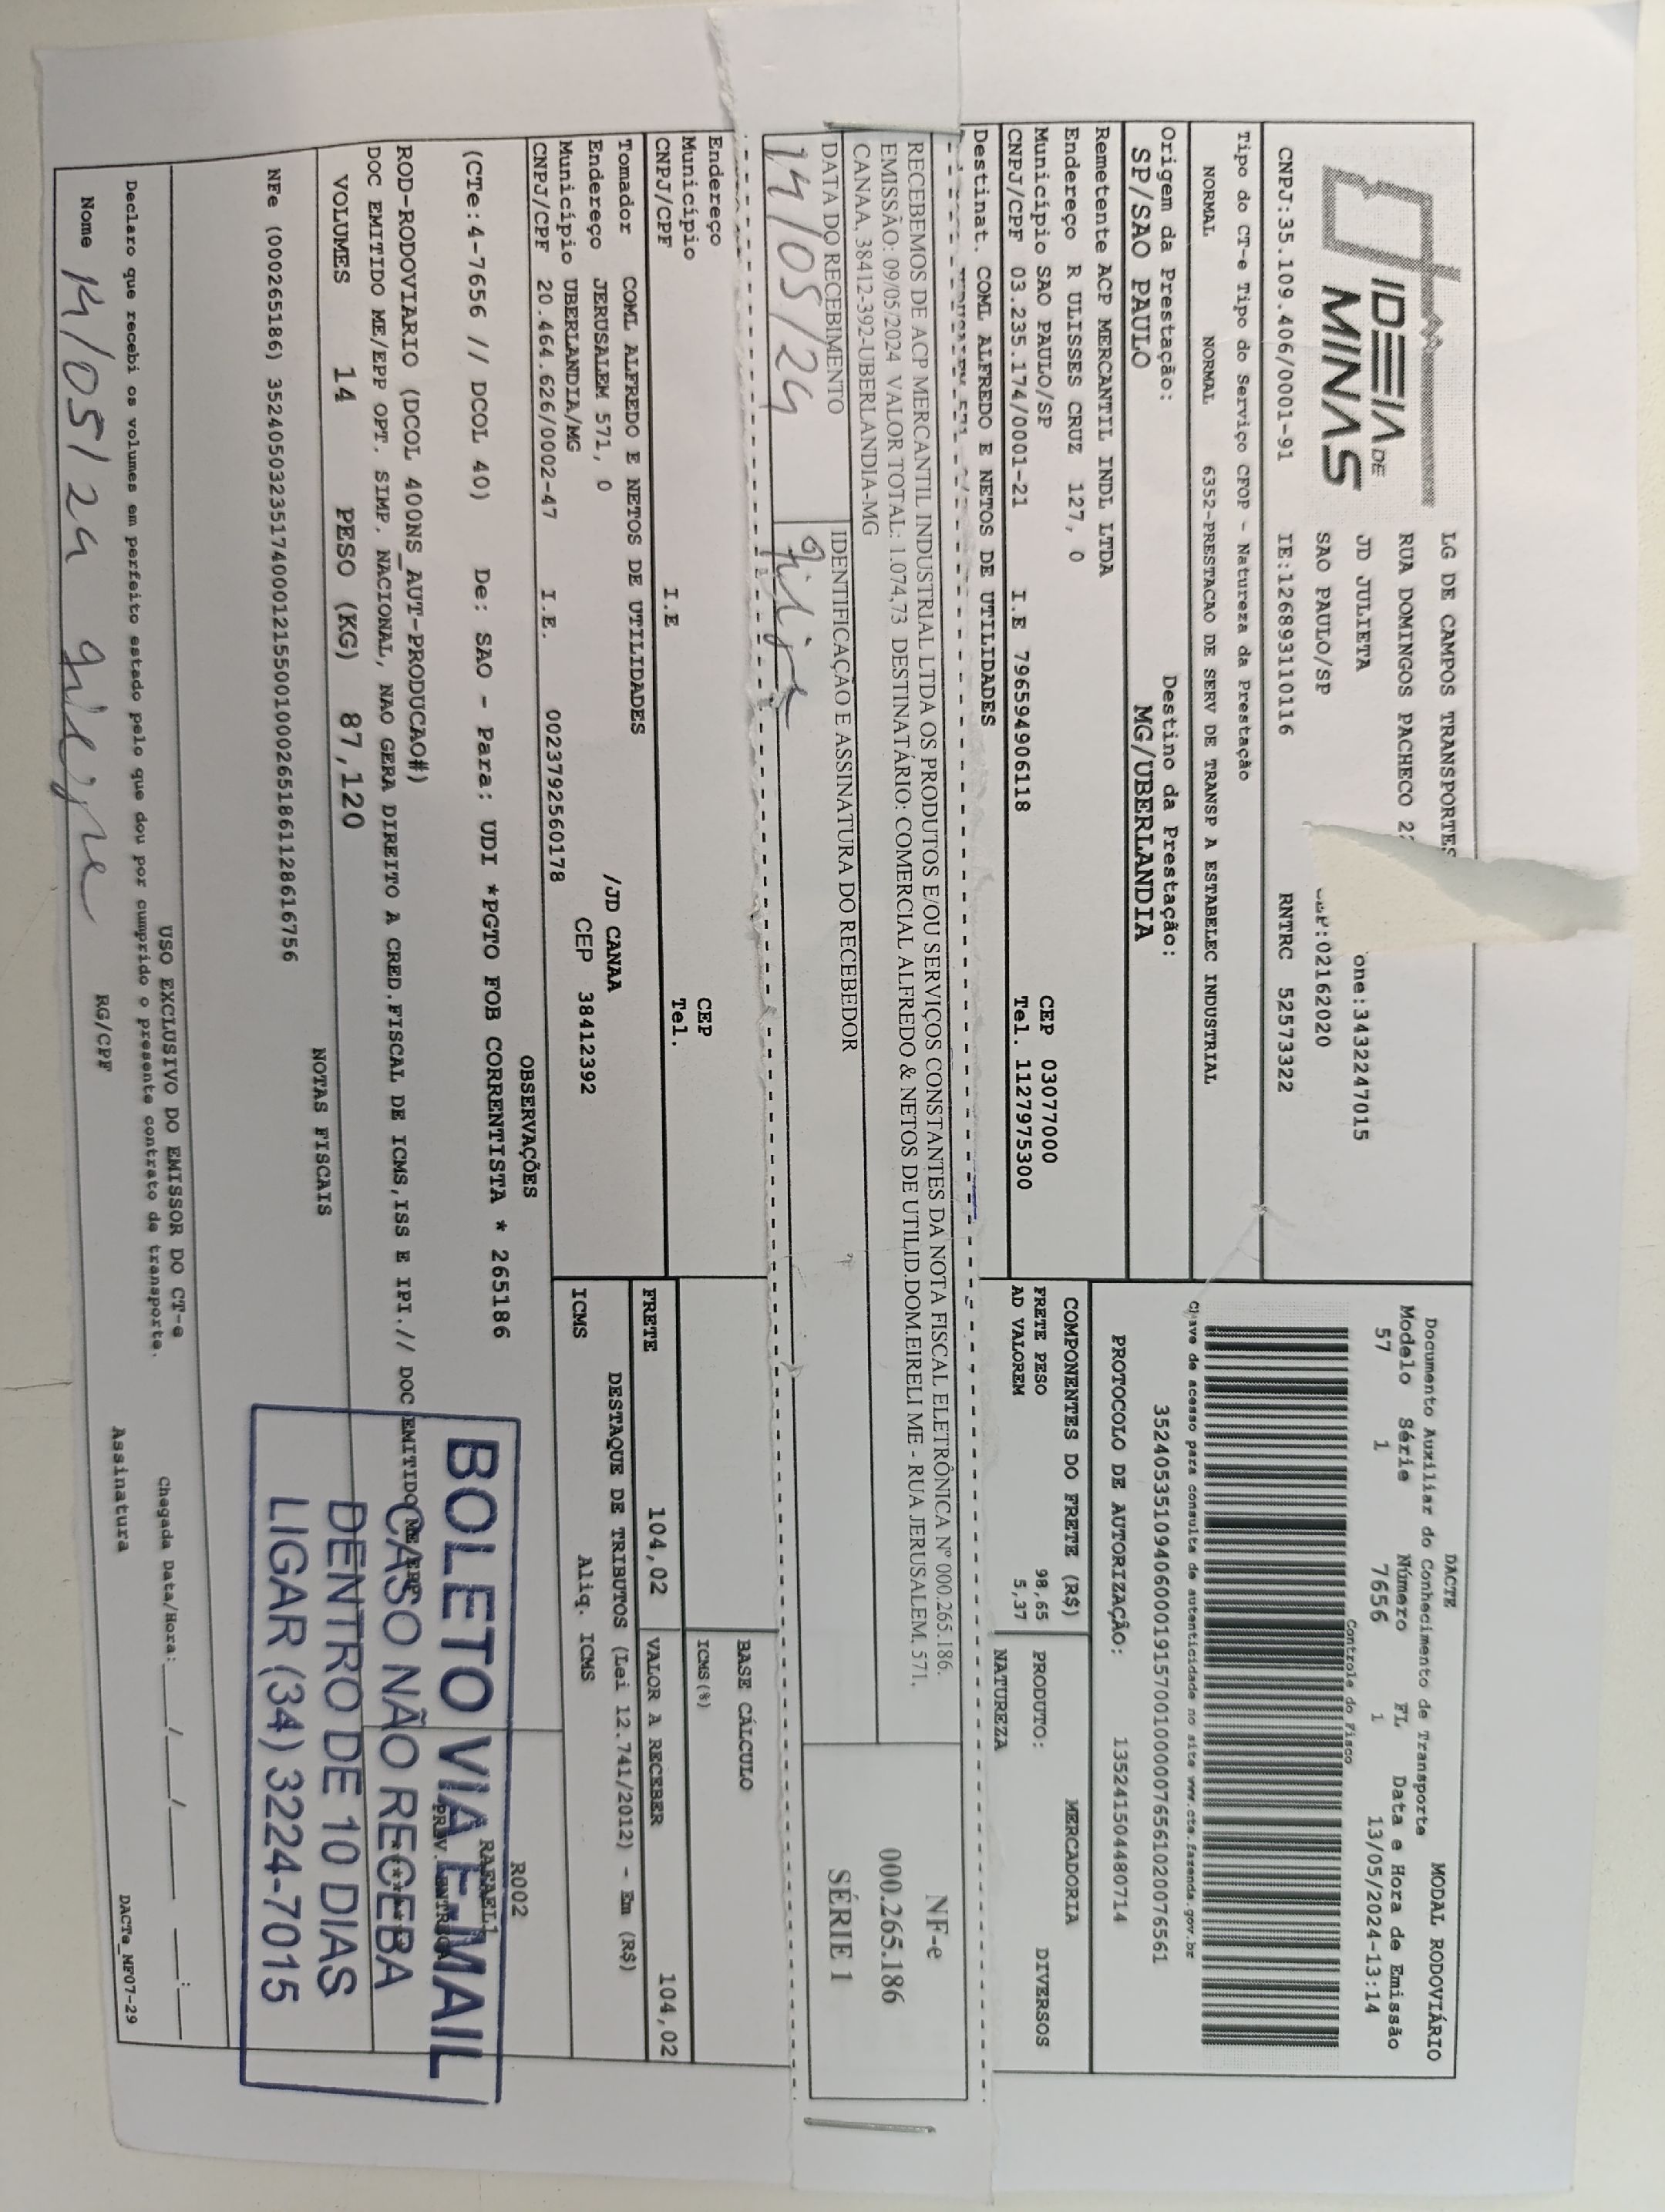 IDEIA DE
MINAS
LG DE CAMPOS TRANSPORTES
RUA DOMINGOS PACHECO
JD JULIETA one:3432247015
SAO PAULO/SP CEP:02162020
CNPJ:35.109.406/0001-91 IE:126893110116 RNTRC 52573322
DACTE MODAL RODOVIÁRIO
Documento Auxiliar do Conhecimento de Transporte
Modelo Série Número FL Data e Hora de Emissão
57 1 7656 1 13/05/2024-13:14
Controle do Fisco
Tipo do CT-e Tipo do Serviço CFOP - Natureza da Prestação
NORMAL NORMAL 6352-PRESTACAO DE SERV DE TRANSP A ESTABELEC INDUSTRIAL
Chave de acesso para consulta de autenticidade no site www.cte.fazenda.gov.br
35240535109406000191570010000076561020076561
Origem da Prestação: Destino da Prestação:
SP/SAO PAULO MG/UBERLANDIA
PROTOCOLO DE AUTORIZAÇÃO: 135241504480714
Remetente ACP MERCANTIL INDL LTDA
Endereço R ULISSES CRUZ 127, 0
Município SAO PAULO/SP CEP 03077000
CNPJ/CPF 03.235.174/0001-21 I.E 796594906118 Tel. 1127975300
COMPONENTES DO FRETE (R$) MERCADORIA
FRETE PESO 98,65 PRODUTO: DIVERSOS
AD VALOREM 5,37 NATUREZA
Destinat. COML ALFREDO E NETOS DE UTILIDADES
RECEBEMOS DE ACP MERCANTIL INDUSTRIAL LTDA OS PRODUTOS E/OU SERVIÇOS CONSTANTES DA NOTA FISCAL ELETRÔNICA Nº 000.265.186.
EMISSÃO: 09/05/2024 VALOR TOTAL: 1.074,73 DESTINATÁRIO: COMERCIAL ALFREDO & NETOS DE UTILID.DOM.EIRELI ME - RUA JERUSALEM, 571,
CANAA, 38412-392-UBERLANDIA-MG
NF-e
000.265.186
SÉRIE 1
DATA DO RECEBIMENTO IDENTIFICAÇÃO E ASSINATURA DO RECEBEDOR
14/05/24
Endereço
Município CEP
CNPJ/CPF I.E Tel.
BASE CÁLCULO
ICMS(%)
FRETE 104,02 VALOR A RECEBER 104,02
Tomador COML ALFREDO E NETOS DE UTILIDADES
Endereço JERUSALEM 571, 0 /JD CANAA
Município UBERLANDIA/MG CEP 38412392
CNPJ/CPF 20.464.626/0002-47 I.E. 0023792560178
DESTAQUE DE TRIBUTOS (Lei 12.741/2012) - Em (R$)
ICMS Aliq. ICMS
OBSERVAÇÕES
(CTe:4-7656 // DCOL 40) De: SAO - Para: UDI *PGTO FOB CORRENTISTA * 265186
R002
RAFAEL1
ROD-RODOVIARIO (DCOL 400NS_AUT-PRODUCAO#)
DOC EMITIDO ME/EPP OPT. SIMP. NACIONAL, NAO GERA DIREITO A CRED.FISCAL DE ICMS,ISS E IPI.// DOC EMITIDO
VOLUMES 14 PESO (KG) 87,120
NOTAS FISCAIS
NFe (000265186) 35240503235174000121550010002651861128616756
BOLETO VIA E-MAIL
CASO NÃO RECEBA
DENTRO DE 10 DIAS
LIGAR (34) 3224-7015
USO EXCLUSIVO DO EMISSOR DO CT-e
Declaro que recebi os volumes em perfeito estado pelo que dou por cumprido o presente contrato de transporte. Chegada Data/Hora:____/____/____ __:__
Nome 14/05/24 RG/CPF Assinatura
DACTe_NF07-29